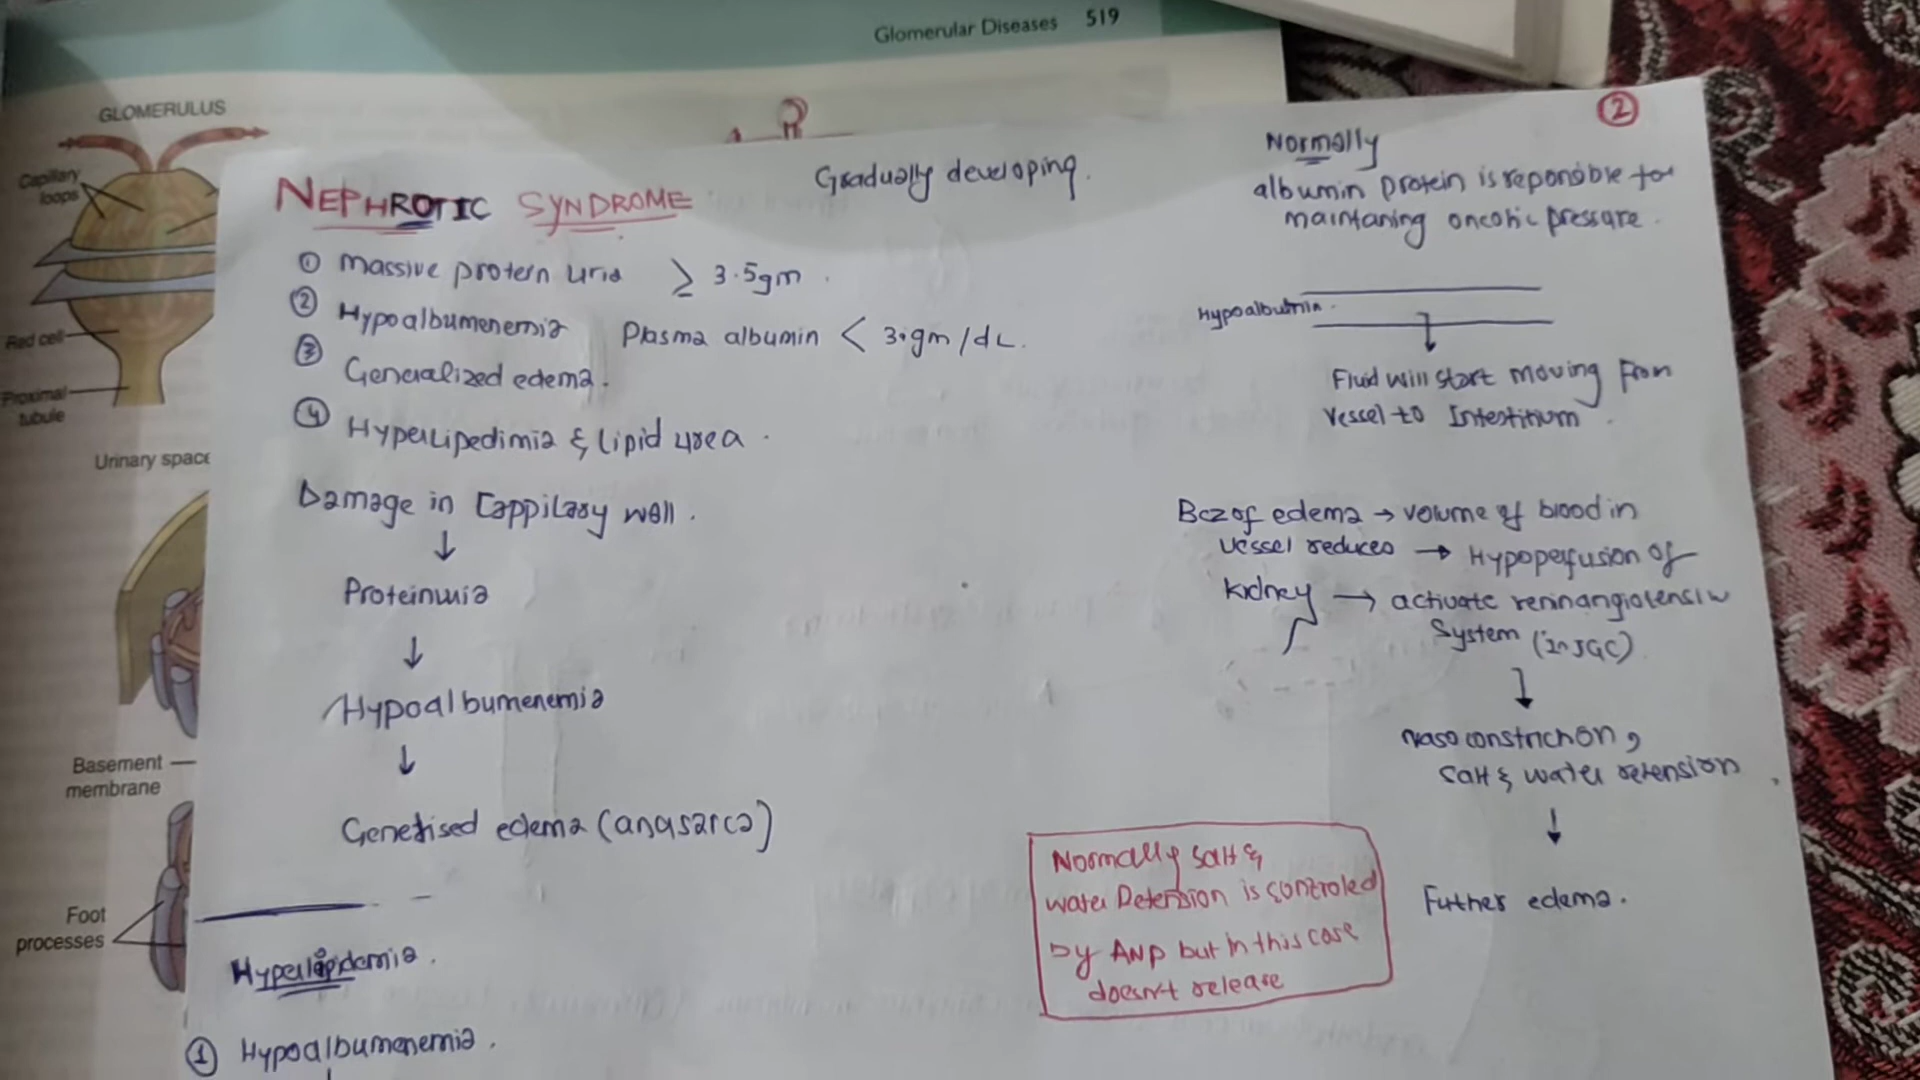 Glomerular Diseases 519
GLOMERULUS
Capillary
loops
Red cell
Proximal
tubule
Urinary space
Basement
membrane
Foot
processes
2
NEPHROTIC SYNDROME
Gradually developing.
① Massive protein uria ≥ 3.5gm.
② Hypoalbumenemia Plasma albumin < 3.gm/dL.
③ Generalized edema.
④ Hyperlipedimia & lipid urea.
Damage in Cappilary wall.
↓
Proteinuria
↓
Hypoalbumenemia
↓
Genetised edema (anasarca)
Hyperlipidemia.
① Hypoalbumenemia.
Normally
albumin protein is reponsible for
maintaning oncotic pressure.
Hypoalbumin.
↓
Fluid will start moving from
vessel to Intestitium.
Bcz of edema → volume of blood in
vessel reduces → Hypoperfusion of
kidney → activate reninangiotensin
System (In JGC)
↓
vasoconstriction,
salt & water retension
↓
Futher edema.
Normally salt &
water Retension is controled
by ANP but in this case
doesn't release